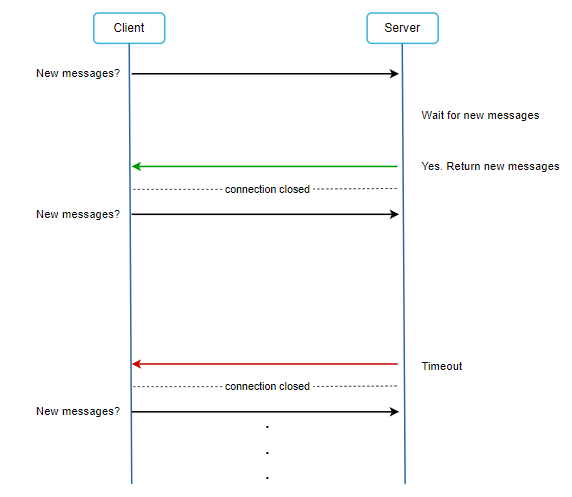 Client
Server
New messages?
Wait for new messages
Yes. Return new messages
connection closed
New messages?
Timeout
connection closed
New messages?